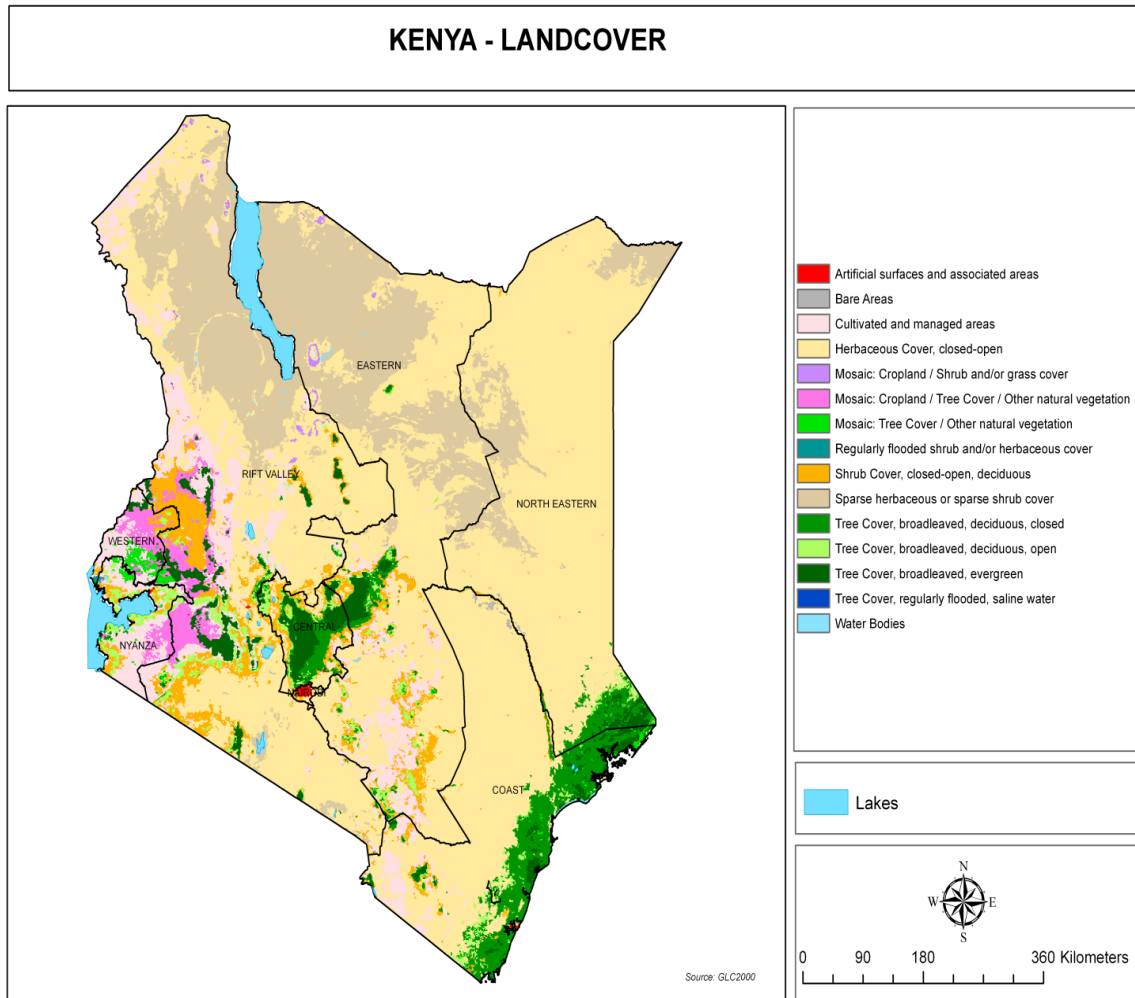 KENYA - LANDCOVER
EASTERN
RIFT VALLEY
NORTH EASTERN
WESTERN
CENTRAL
NYANZA
NAIROBI
COAST
Source: GLC2000
Artificial surfaces and associated areas
Bare Areas
Cultivated and managed areas
Herbaceous Cover, closed-open
Mosaic: Cropland / Shrub and/or grass cover
Mosaic: Cropland / Tree Cover / Other natural vegetation
Mosaic: Tree Cover / Other natural vegetation
Regularly flooded shrub and/or herbaceous cover
Shrub Cover, closed-open, deciduous
Sparse herbaceous or sparse shrub cover
Tree Cover, broadleaved, deciduous, closed
Tree Cover, broadleaved, deciduous, open
Tree Cover, broadleaved, evergreen
Tree Cover, regularly flooded, saline water
Water Bodies
Lakes
N
W E
S
0 90 180 360 Kilometers